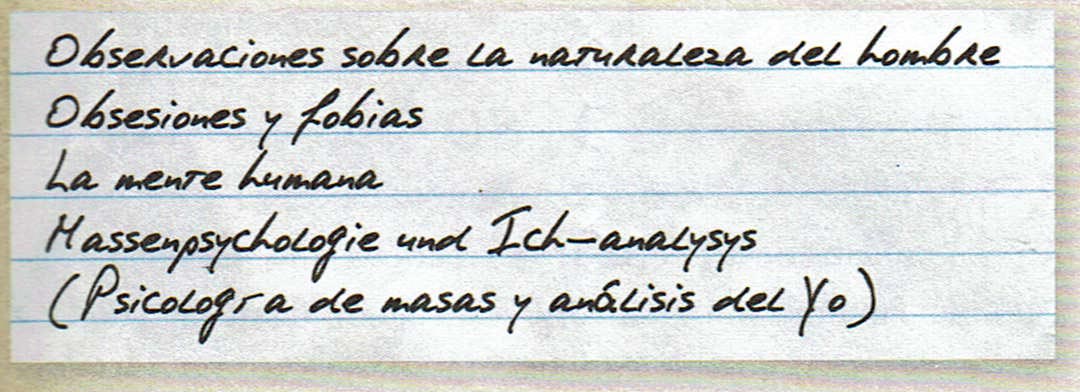 Observaciones sobre la naturaleza del hombre
Obsesiones y fobias
La mente humana
Massenpsychologie und Ich-analysys
(Psicología de masas y análisis del Yo)